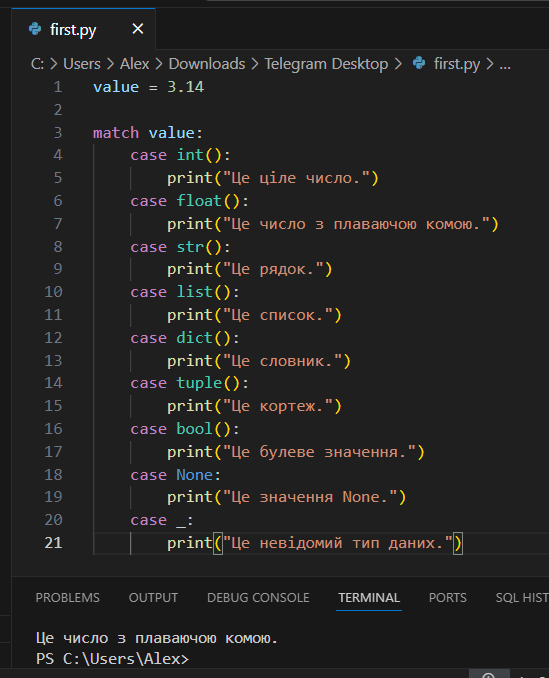 first.py ×
C: > Users > Alex > Downloads > Telegram Desktop > first.py > ...
1 value = 3.14
2
3 match value:
4     case int():
5         print("Це ціле число.")
6     case float():
7         print("Це число з плаваючою комою.")
8     case str():
9         print("Це рядок.")
10     case list():
11         print("Це список.")
12     case dict():
13         print("Це словник.")
14     case tuple():
15         print("Це кортеж.")
16     case bool():
17         print("Це булеве значення.")
18     case None:
19         print("Це значення None.")
20     case _:
21         print("Це невідомий тип даних.")
PROBLEMS OUTPUT DEBUG CONSOLE TERMINAL PORTS SQL HIST
Це число з плаваючою комою.
PS C:\Users\Alex>